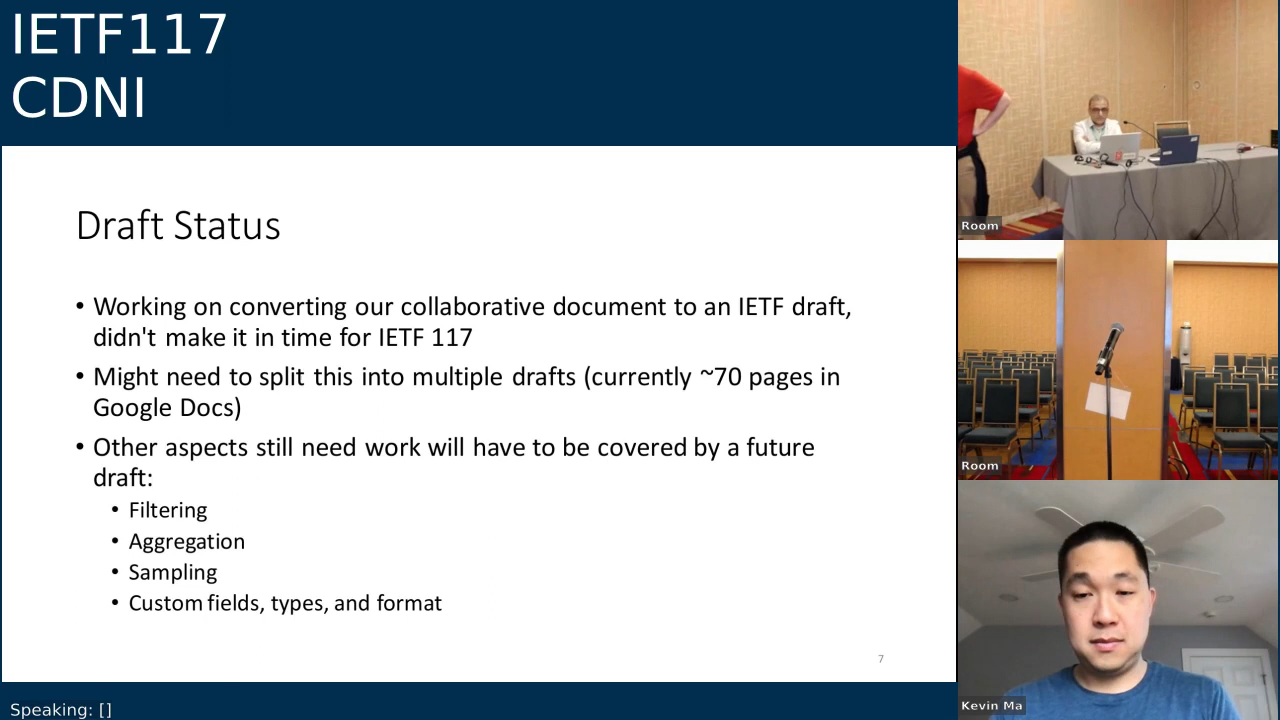 IETF117
CDNI
Draft Status
• Working on converting our collaborative document to an IETF draft,
didn't make it in time for IETF 117
• Might need to split this into multiple drafts (currently ~70 pages in
Google Docs)
• Other aspects still need work will have to be covered by a future
draft:
• Filtering
• Aggregation
• Sampling
• Custom fields, types, and format
7
Speaking: []
Room
Room
Kevin Ma